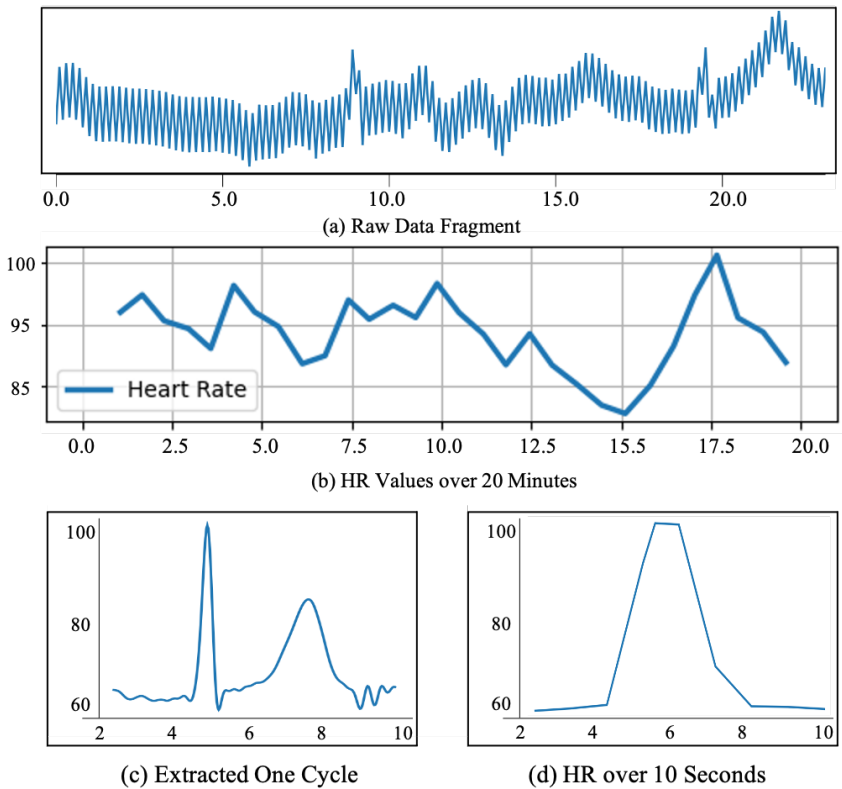 0.0 5.0 10.0 15.0 20.0
(a) Raw Data Fragment
100
95
85
Heart Rate
0.0 2.5 5.0 7.5 10.0 12.5 15.5 17.5 20.0
(b) HR Values over 20 Minutes
100
80
60
2 4 6 8 10
(c) Extracted One Cycle
100
80
60
2 4 6 8 10
(d) HR over 10 Seconds